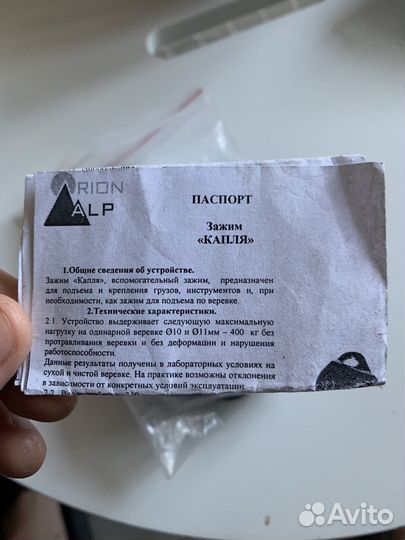 ORION
ALP
ПАСПОРТ
Зажим
«КАПЛЯ»
1.Общие сведения об устройстве.
Зажим «Капля», вспомогательный зажим, предназначен
для подъема и крепления грузов, инструментов и, при
необходимости, как зажим для подъема по веревке.
2.Технические характеристики.
2.1. Устройство выдерживает следующую максимальную
нагрузку на одинарной веревке Ø10 и Ø11мм – 400 кг без
протравливания веревки и без деформации и нарушения
работоспособности.
Данные результаты получены в лабораторных условиях на
сухой и чистой веревке. На практике возможны отклонения
в зависимости от конкретных условий эксплуатации.
2.2.
Avito